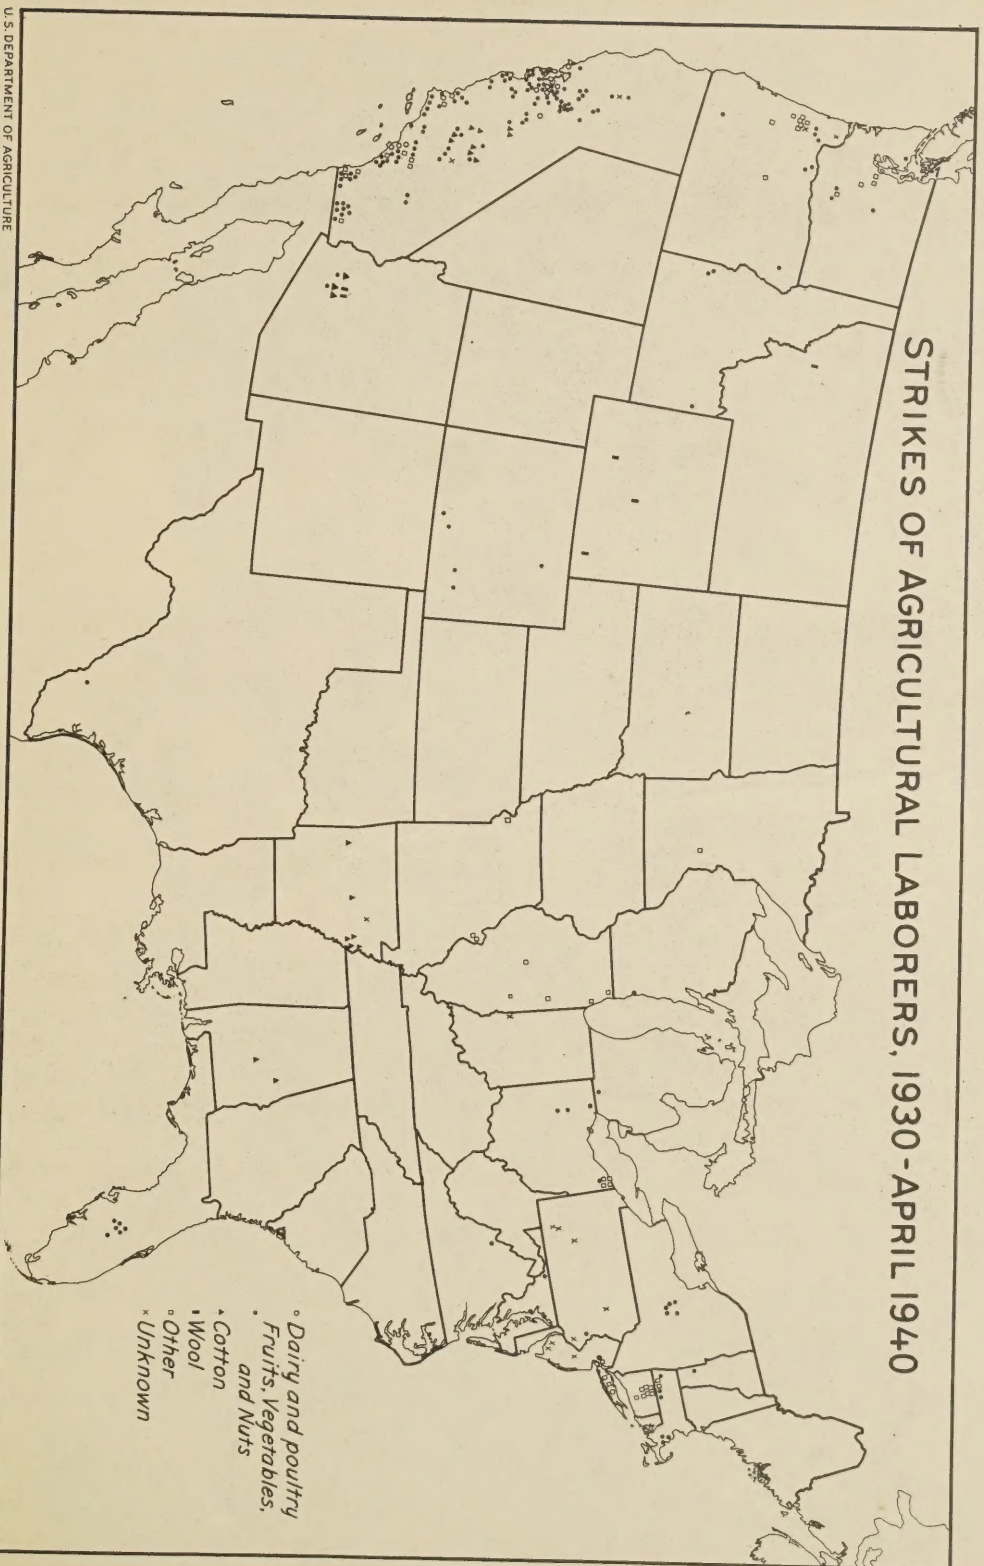 STRIKES OF AGRICULTURAL LABORERS, 1930-APRIL 1940
Dairy and poultry
Fruits, Vegetables,
and Nuts
Cotton
Wool
Other
Unknown
U. S. DEPARTMENT OF AGRICULTURE